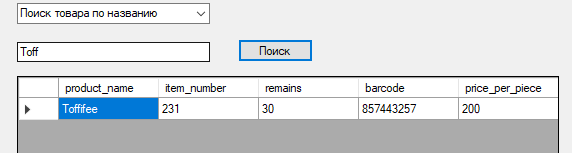 Поиск товара по названию
Toff
Поиск
product_name item_number remains barcode price_per_piece
Toffifee 231 30 857443257 200